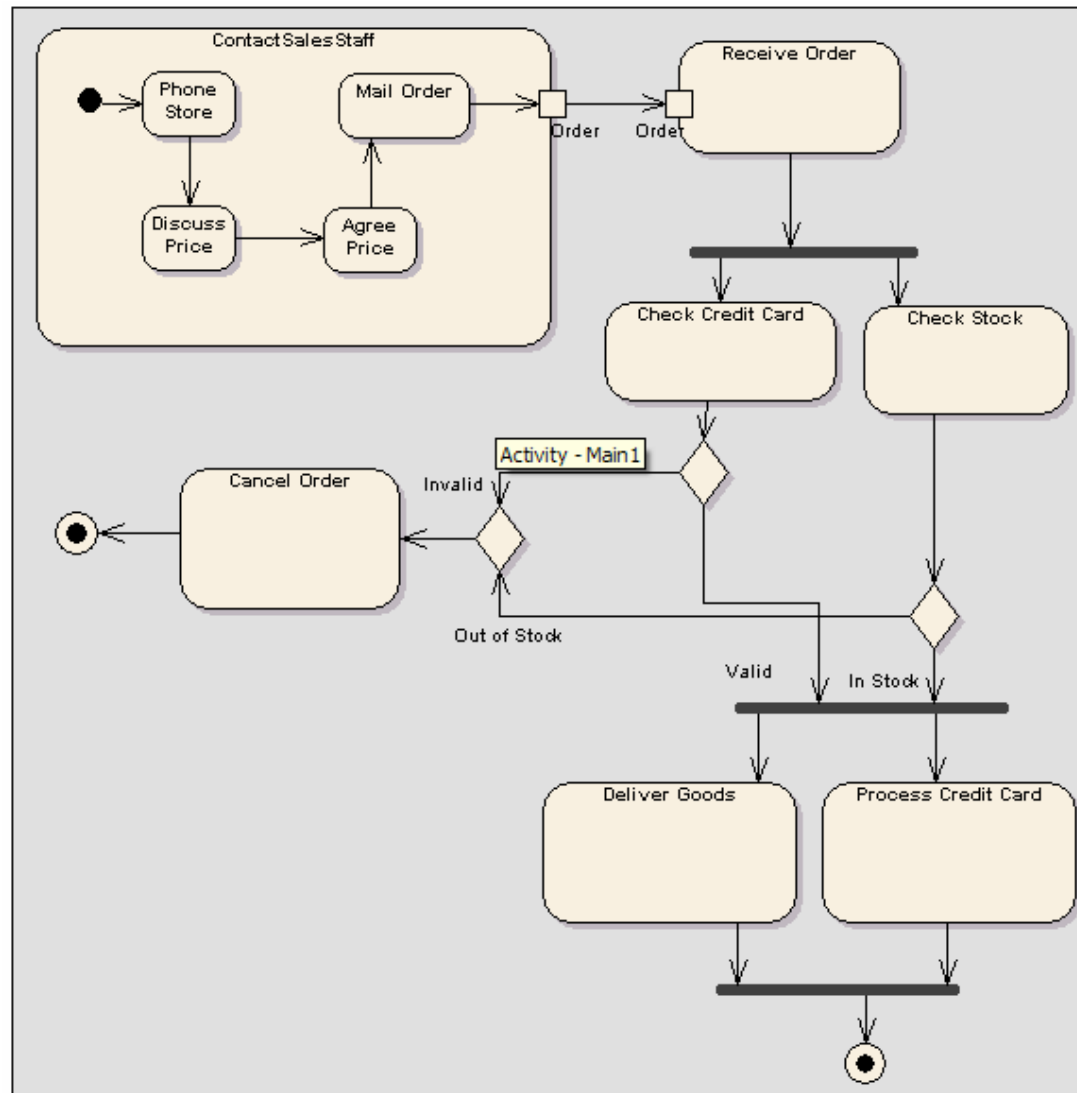 ContactSalesStaff
Receive Order
Phone
Store
Mail Order
Order
Order
Discuss
Price
Agree
Price
Check Credit Card
Check Stock
Activity - Main1
Cancel Order
Invalid
Out of Stock
Valid
In Stock
Deliver Goods
Process Credit Card